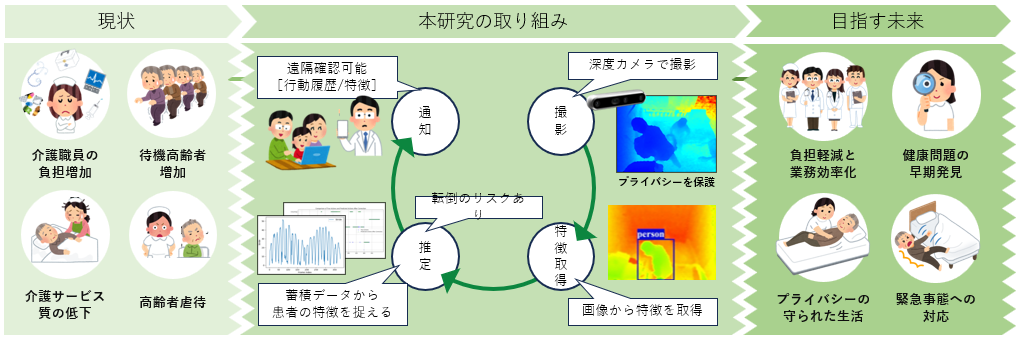 現状
本研究の取り組み
目指す未来
介護職員の
負担増加
待機高齢者
増加
介護サービス
質の低下
高齢者虐待
遠隔確認可能
[行動履歴/特徴]
通
知
撮
影
深度カメラで撮影
プライバシーを保護
転倒のリスクあ
り
推
定
特
徴
取
得
person
蓄積データから
患者の特徴を捉える
画像から特徴を取得
負担軽減と
業務効率化
健康問題の
早期発見
プライバシーの
守られた生活
緊急事態への
対応